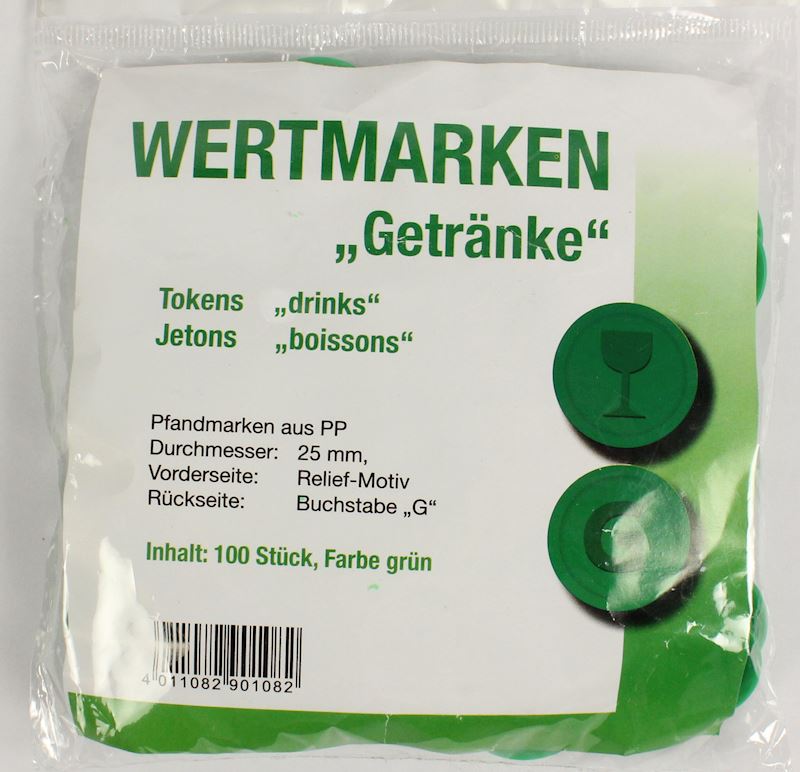 WERTMARKEN
„Getränke“
Tokens „drinks“
Jetons „boissons“
Pfandmarken aus PP
Durchmesser: 25 mm,
Vorderseite: Relief-Motiv
Rückseite: Buchstabe „G“
Inhalt: 100 Stück, Farbe grün
4 011082 901082
G